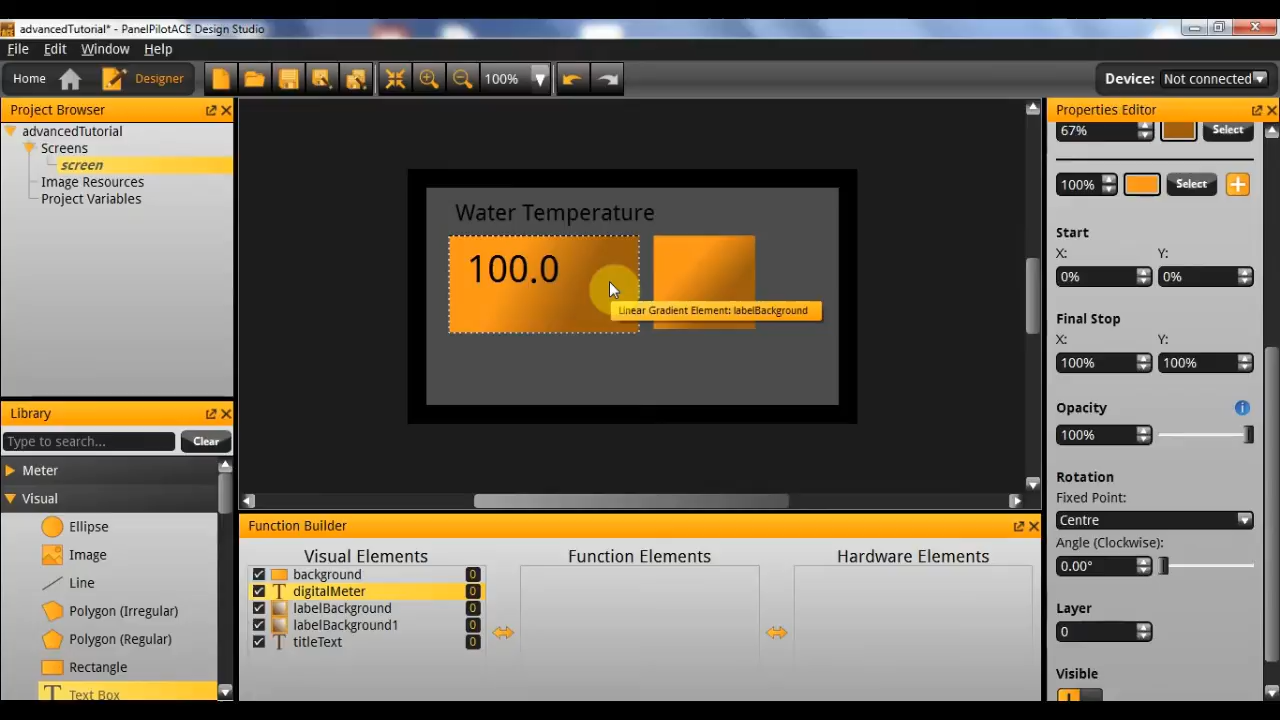 advancedTutorial* - PanelPilotACE Design Studio
File Edit Window Help
Home Designer 100% Device: Not connected
Project Browser
advancedTutorial
Screens
screen
Image Resources
Project Variables
Library
Type to search... Clear
Meter
Visual
Ellipse
Image
Line
Polygon (Irregular)
Polygon (Regular)
Rectangle
Text Box
Water Temperature
100.0
Linear Gradient Element: labelBackground
Function Builder
Visual Elements Function Elements Hardware Elements
background 0
digitalMeter 0
labelBackground 0
labelBackground1 0
titleText 0
Properties Editor
67% Select
100% Select
Start
X: Y:
0% 0%
Final Stop
X: Y:
100% 100%
Opacity
100%
Rotation
Fixed Point:
Centre
Angle (Clockwise):
0.00°
Layer
0
Visible